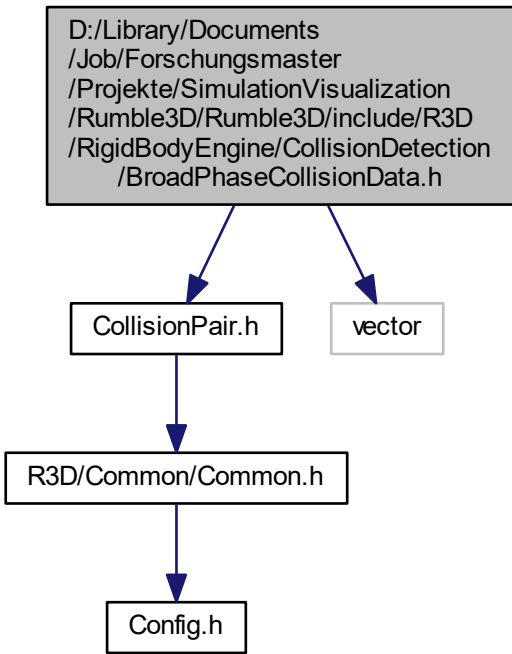 D:/Library/Documents
/Job/Forschungsmaster
/Projekte/SimulationVisualization
/Rumble3D/Rumble3D/include/R3D
/RigidBodyEngine/CollisionDetection
/BroadPhaseCollisionData.h
CollisionPair.h
vector
R3D/Common/Common.h
Config.h